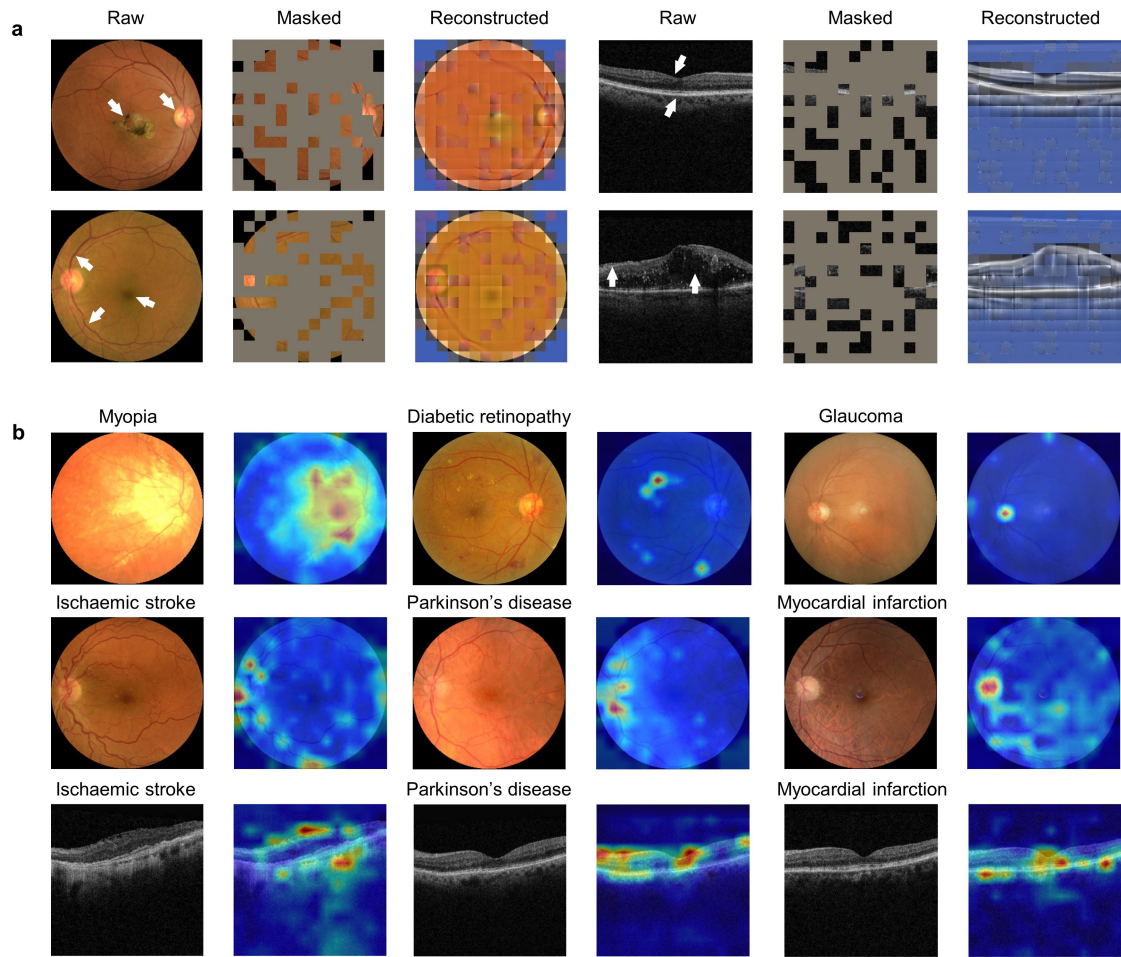 Raw Masked Reconstructed Raw Masked Reconstructed
a
b
Myopia Diabetic retinopathy Glaucoma
Ischaemic stroke Parkinson's disease Myocardial infarction
Ischaemic stroke Parkinson's disease Myocardial infarction